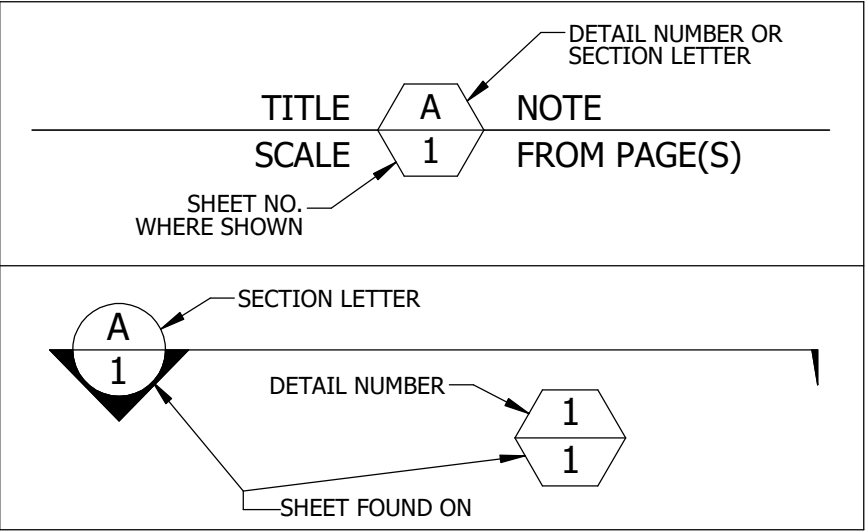 DETAIL NUMBER OR
SECTION LETTER
TITLE A NOTE
SCALE 1 FROM PAGE(S)
SHEET NO.
WHERE SHOWN
SECTION LETTER
A
1
DETAIL NUMBER
1
1
SHEET FOUND ON